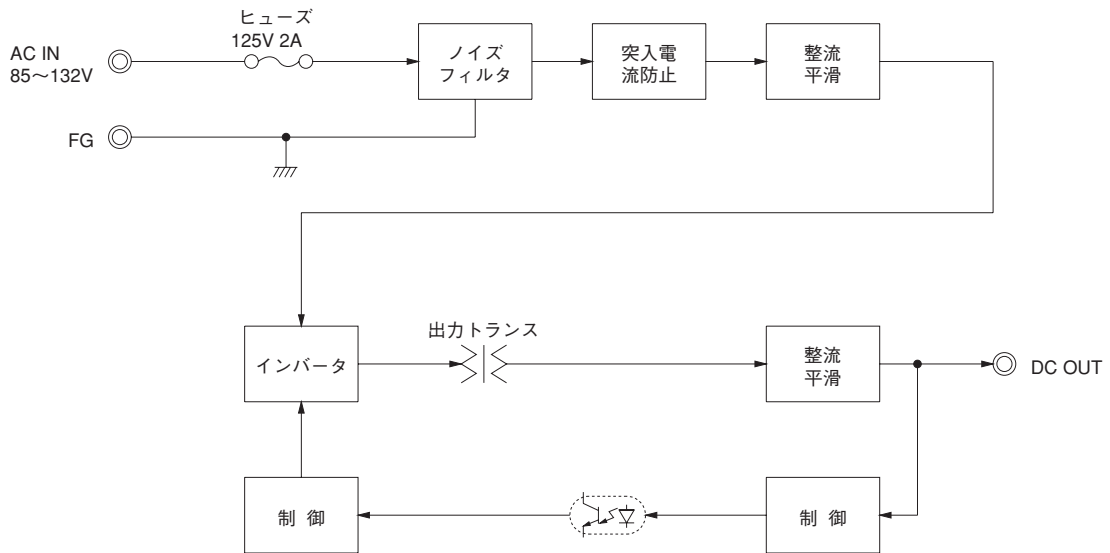 ヒューズ
125V 2A
AC IN
85～132V
ノイズ
フィルタ
突入電
流防止
整流
平滑
FG
インバータ
出力トランス
整流
平滑
DC OUT
制 御
制 御